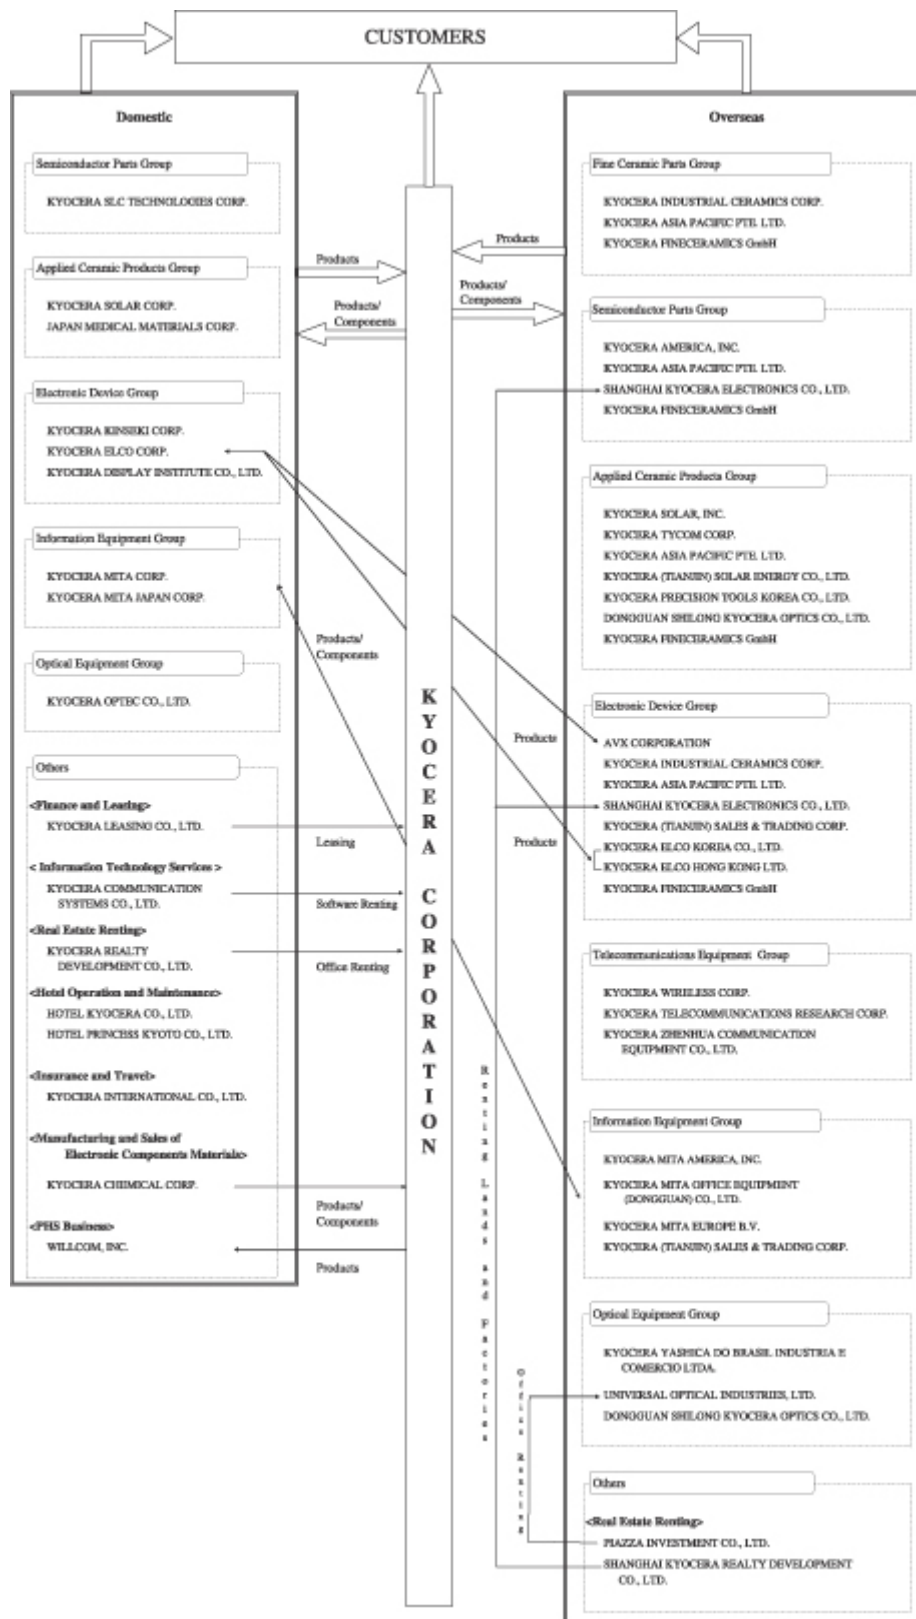 CUSTOMERS
Domestic
Semiconductor Parts Group
KYOCERA SLC TECHNOLOGIES CORP.
Applied Ceramic Products Group
KYOCERA SOLAR CORP.
JAPAN MEDICAL MATERIALS CORP.
Electronic Device Group
KYOCERA KINSEKI CORP.
KYOCERA ELCO CORP.
KYOCERA DISPLAY INSTITUTE CO., LTD.
Information Equipment Group
KYOCERA MITA CORP.
KYOCERA MITA JAPAN CORP.
Optical Equipment Group
KYOCERA OPTEC CO., LTD.
Others
<Finance and Leasing>
KYOCERA LEASING CO., LTD.
< Information Technology Services >
KYOCERA COMMUNICATION
SYSTEMS CO., LTD.
<Real Estate Renting>
KYOCERA REALTY
DEVELOPMENT CO., LTD.
<Hotel Operation and Maintenance>
HOTEL KYOCERA CO., LTD.
HOTEL PRINCESS KYOTO CO., LTD.
<Insurance and Travel>
KYOCERA INTERNATIONAL CO., LTD.
<Manufacturing and Sales of
Electronic Components Materials>
KYOCERA CHEMICAL CORP.
<PHS Business>
WILLCOM, INC.
Products
Products/
Components
Products/
Components
Leasing
Software Renting
Office Renting
Products/
Components
Products
KYOCERA CORPORATION
Products
Products/
Components
Products
Products
Renting Lands and Factories
Office Renting
Overseas
Fine Ceramic Parts Group
KYOCERA INDUSTRIAL CERAMICS CORP.
KYOCERA ASIA PACIFIC PTE. LTD.
KYOCERA FINECERAMICS GmbH
Semiconductor Parts Group
KYOCERA AMERICA, INC.
KYOCERA ASIA PACIFIC PTE. LTD.
SHANGHAI KYOCERA ELECTRONICS CO., LTD.
KYOCERA FINECERAMICS GmbH
Applied Ceramic Products Group
KYOCERA SOLAR, INC.
KYOCERA TYCOM CORP.
KYOCERA ASIA PACIFIC PTE. LTD.
KYOCERA (TIANJIN) SOLAR ENERGY CO., LTD.
KYOCERA PRECISION TOOLS KOREA CO., LTD.
DONGGUAN SHILONG KYOCERA OPTICS CO., LTD.
KYOCERA FINECERAMICS GmbH
Electronic Device Group
AVX CORPORATION
KYOCERA INDUSTRIAL CERAMICS CORP.
KYOCERA ASIA PACIFIC PTE. LTD.
SHANGHAI KYOCERA ELECTRONICS CO., LTD.
KYOCERA (TIANJIN) SALES & TRADING CORP.
KYOCERA ELCO KOREA CO., LTD.
KYOCERA ELCO HONG KONG LTD.
KYOCERA FINECERAMICS GmbH
Telecommunications Equipment Group
KYOCERA WIRELESS CORP.
KYOCERA TELECOMMUNICATIONS RESEARCH CORP.
KYOCERA ZHENHUA COMMUNICATION
EQUIPMENT CO., LTD.
Information Equipment Group
KYOCERA MITA AMERICA, INC.
KYOCERA MITA OFFICE EQUIPMENT
(DONGGUAN) CO., LTD.
KYOCERA MITA EUROPE B.V.
KYOCERA (TIANJIN) SALES & TRADING CORP.
Optical Equipment Group
KYOCERA YASHICA DO BRASIL INDUSTRIA E
COMERCIO LTDA.
UNIVERSAL OPTICAL INDUSTRIES, LTD.
DONGGUAN SHILONG KYOCERA OPTICS CO., LTD.
Others
<Real Estate Renting>
PIAZZA INVESTMENT CO., LTD.
SHANGHAI KYOCERA REALTY DEVELOPMENT
CO., LTD.